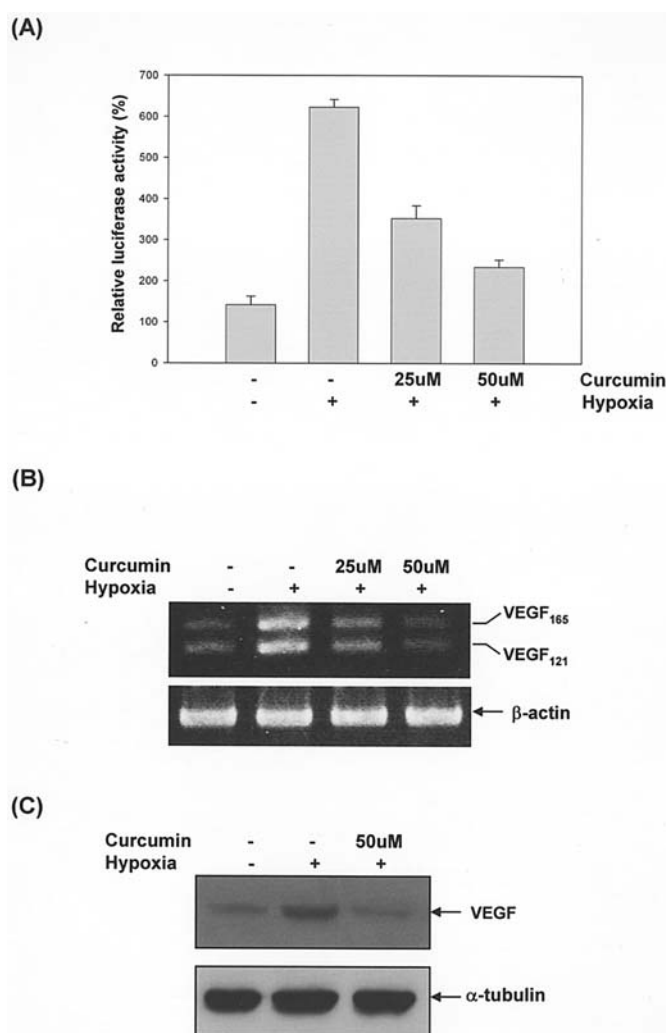 (A)
Relative luciferase activity (%)
700
600
500
400
300
200
100
0
- - 25uM 50uM Curcumin
- + + + Hypoxia
(B)
Curcumin - - 25uM 50uM
Hypoxia - + + +
VEGF165
VEGF121
β-actin
(C)
Curcumin - - 50uM
Hypoxia - + +
VEGF
α-tubulin